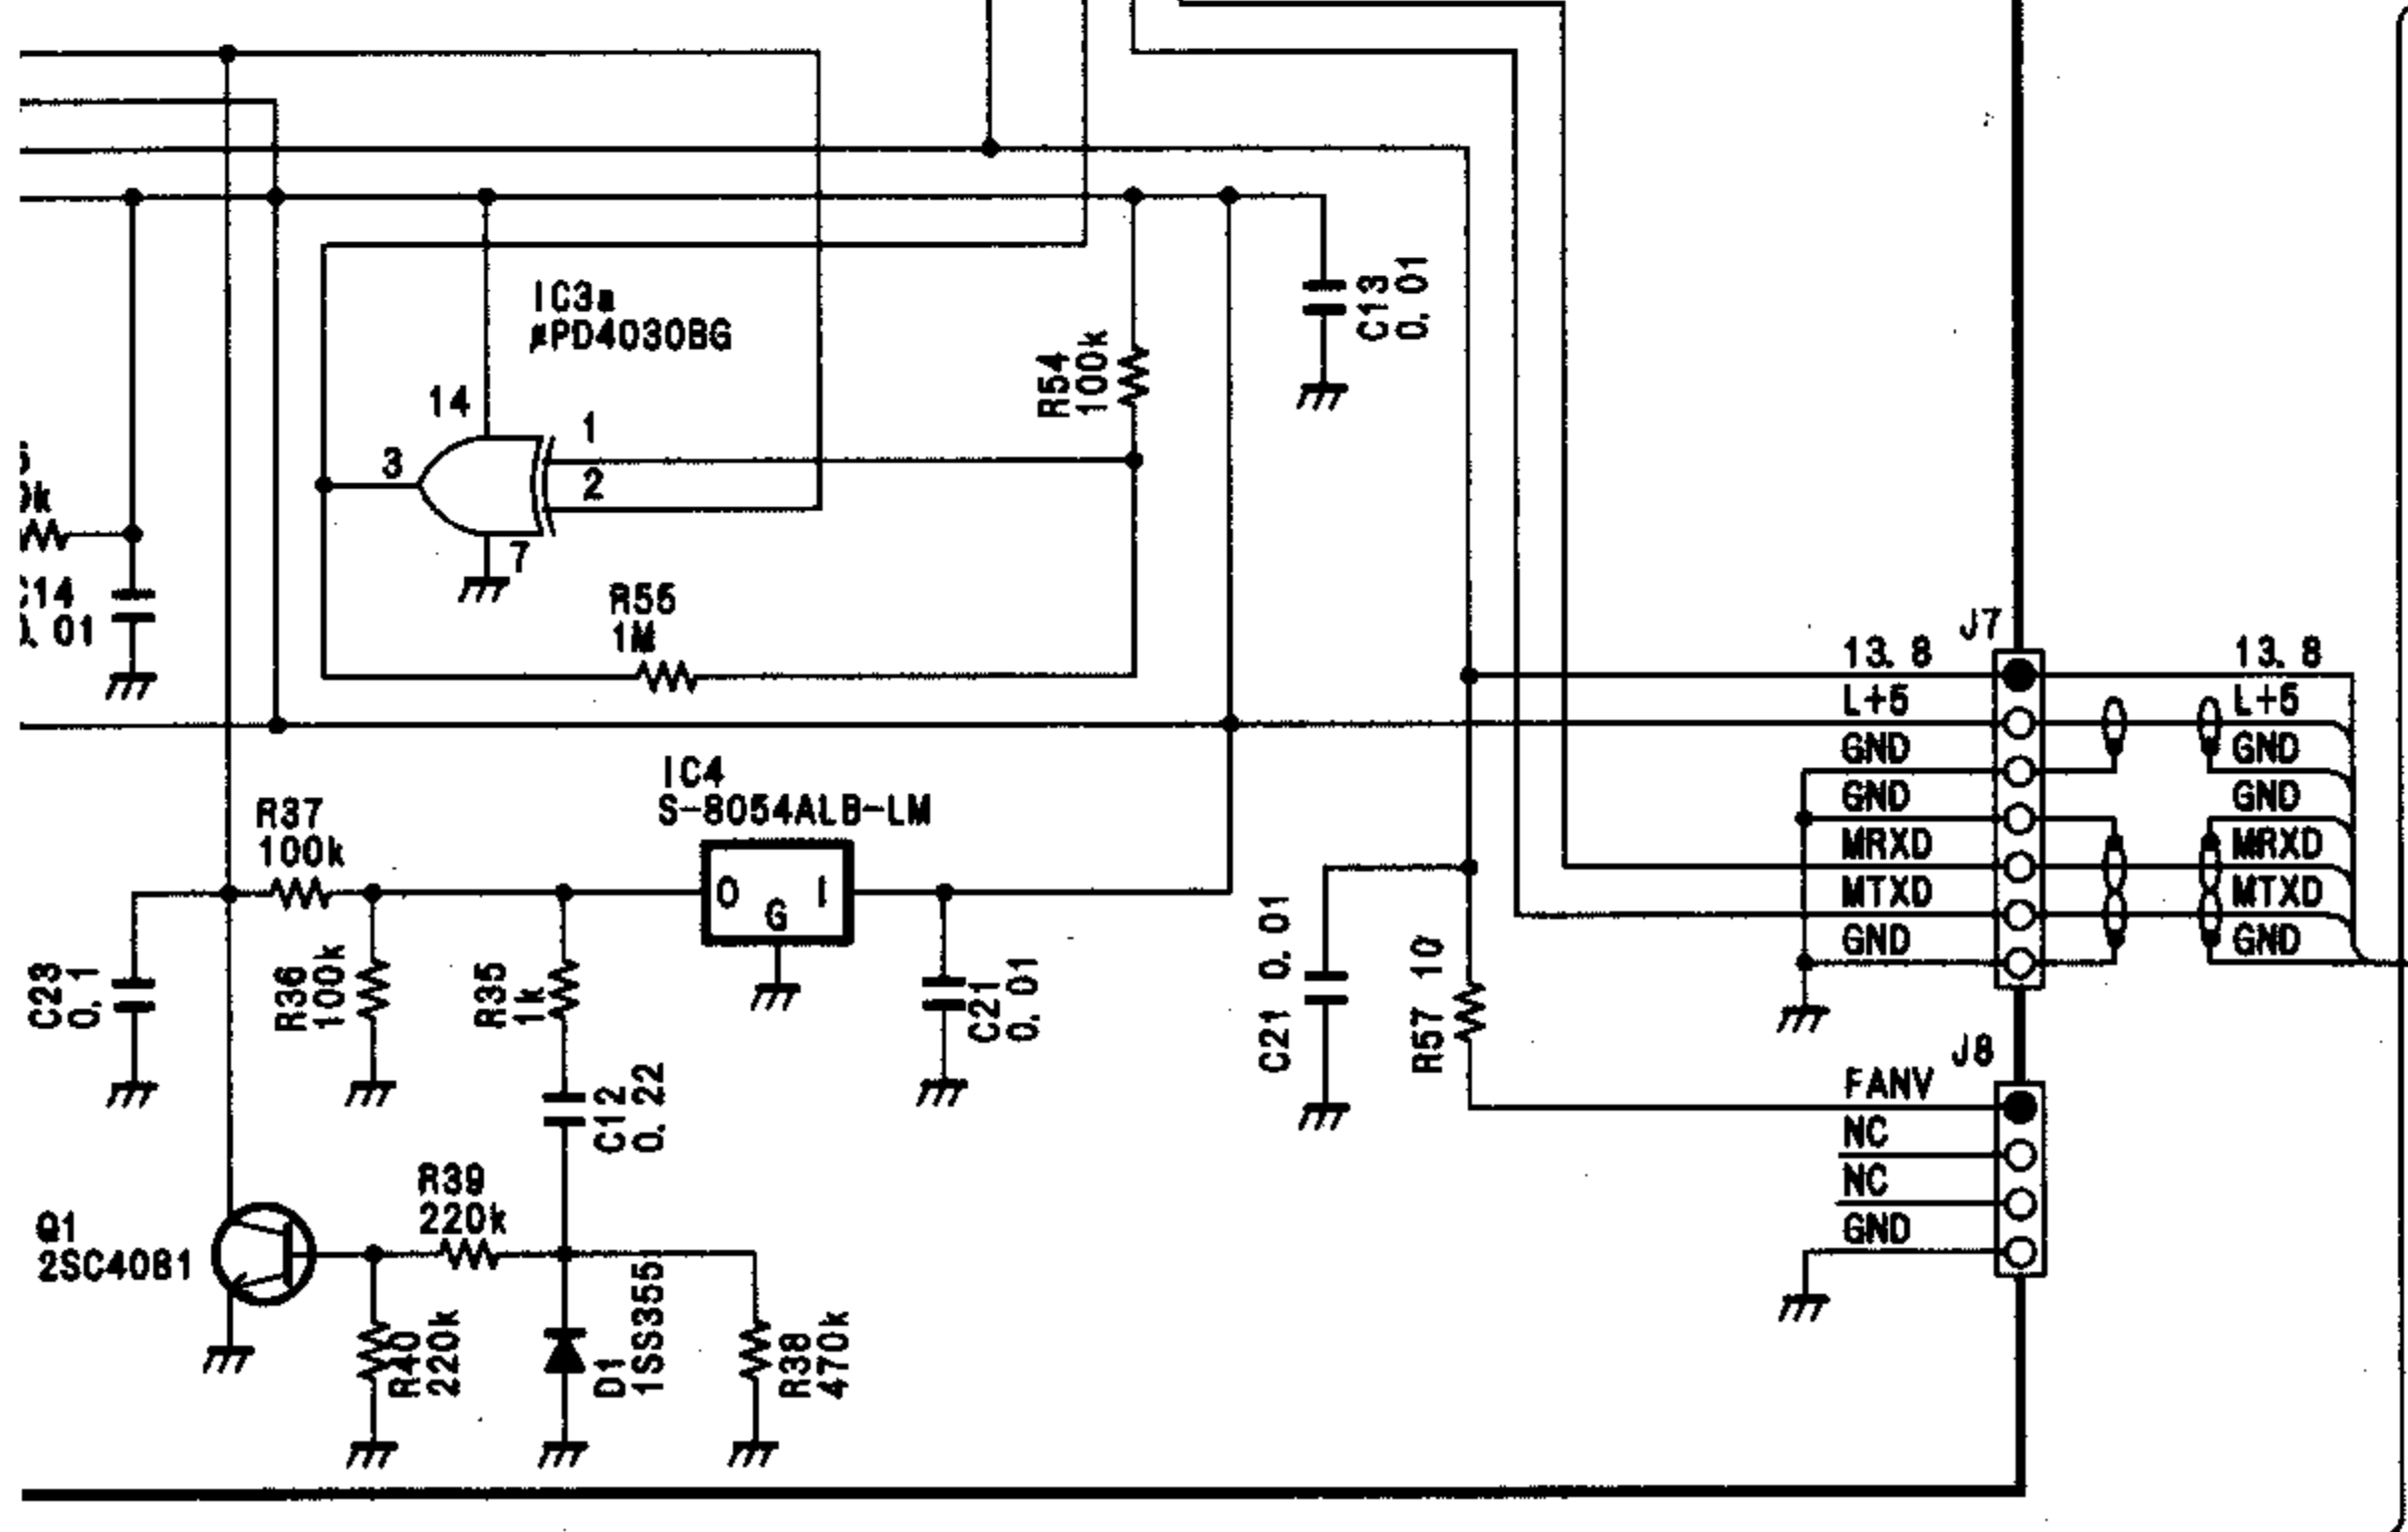 IC3a
µPD4030BG
14
3
1
2
7
R54
100k
C13
0. 01
k
14
. 01
R55
1M
J7
13. 8
13. 8
L+5
L+5
GND
GND
GND
GND
MRXD
MRXD
MTXD
MTXD
GND
GND
IC4
S-8054ALB-LM
O
G
I
R37
100k
C23
0. 1
R36
100k
R35
1k
C21
0. 01
C21 0. 01
R57 10
C12
0. 22
J8
FANV
NC
NC
GND
Q1
2SC4081
R39
220k
R40
220k
D1
1SS355
R38
470k